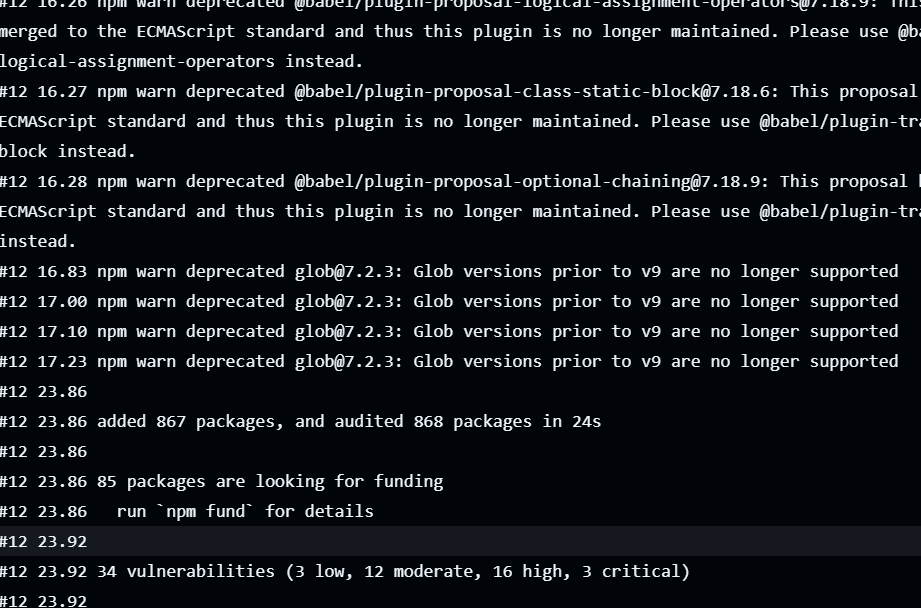 #12 16.26 npm warn deprecated @babel/plugin-proposal-logical-assignment-operators@7.18.9: This
merged to the ECMAScript standard and thus this plugin is no longer maintained. Please use @ba
logical-assignment-operators instead.
#12 16.27 npm warn deprecated @babel/plugin-proposal-class-static-block@7.18.6: This proposal
ECMAScript standard and thus this plugin is no longer maintained. Please use @babel/plugin-tra
block instead.
#12 16.28 npm warn deprecated @babel/plugin-proposal-optional-chaining@7.18.9: This proposal
ECMAScript standard and thus this plugin is no longer maintained. Please use @babel/plugin-tra
instead.
#12 16.83 npm warn deprecated glob@7.2.3: Glob versions prior to v9 are no longer supported
#12 17.00 npm warn deprecated glob@7.2.3: Glob versions prior to v9 are no longer supported
#12 17.10 npm warn deprecated glob@7.2.3: Glob versions prior to v9 are no longer supported
#12 17.23 npm warn deprecated glob@7.2.3: Glob versions prior to v9 are no longer supported
#12 23.86
#12 23.86 added 867 packages, and audited 868 packages in 24s
#12 23.86
#12 23.86 85 packages are looking for funding
#12 23.86   run `npm fund` for details
#12 23.92
#12 23.92 34 vulnerabilities (3 low, 12 moderate, 16 high, 3 critical)
#12 23.92